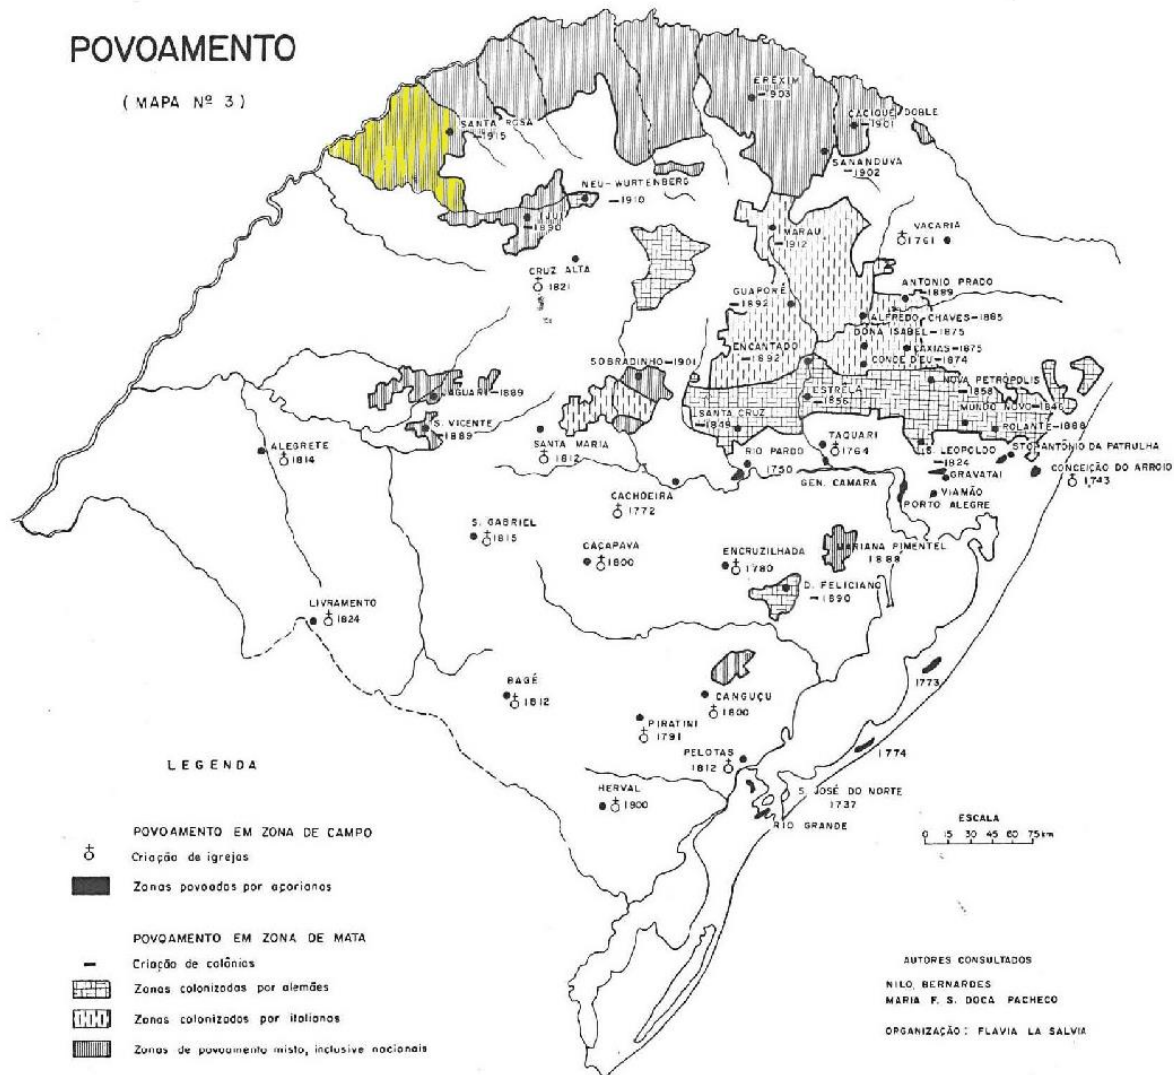 POVOAMENTO
( MAPA Nº 3 )
SANTA ROSA
1915
ERÉXIM
1903
CACIQUE DOBLE
1901
SANANDUVA
1902
NEU-WÜRTENBERG
1910
IJUÍ
1890
MARAU
1912
VACARIA
1761
CRUZ ALTA
1821
ANTONIO PRADO
1889
GUAPORÉ
1892
ALFREDO CHAVES-1885
DONA ISABEL-1875
CAXIAS-1875
CONDE D'EU-1874
ENCANTADO
1892
SOBRADINHO-1901
NOVA PETRÓPOLIS
1858
ESTRELA
1856
JAGUARI-1889
S. VICENTE
1889
SANTA CRUZ
1849
MUNDO NOVO-1846
ROLANTE-1888
ALEGRETE
1814
SANTA MARIA
1812
RIO PARDO
1750
TAQUARI
1764
S. LEOPOLDO
1824
STO ANTÔNIO DA PATRULHA
CONCEIÇÃO DO ARROIO
1743
GRAVATAI
GEN. CAMARA
VIAMÃO
PORTO ALEGRE
CACHOEIRA
1772
S. GABRIEL
1815
CAÇAPAVA
1800
ENCRUZILHADA
1780
MARIANA PIMENTEL
1888
D. FELICIANO
1890
LIVRAMENTO
1824
1773
BAGÉ
1812
CANGUÇU
1800
PIRATINI
1791
1774
PELOTAS
1812
HERVAL
1800
S. JOSÉ DO NORTE
1737
RIO GRANDE
ESCALA
0 15 30 45 60 75 km
LEGENDA
POVOAMENTO EM ZONA DE CAMPO
Criação de igrejas
Zonas povoadas por açorianos
POVOAMENTO EM ZONA DE MATA
Criação de colônias
Zonas colonizadas por alemães
Zonas colonizadas por italianos
Zonas de povoamento misto, inclusive nacionais
AUTORES CONSULTADOS
NILO, BERNARDES
MARIA F. S. DOCA PACHECO
ORGANIZAÇÃO: FLAVIA LA SALVIA